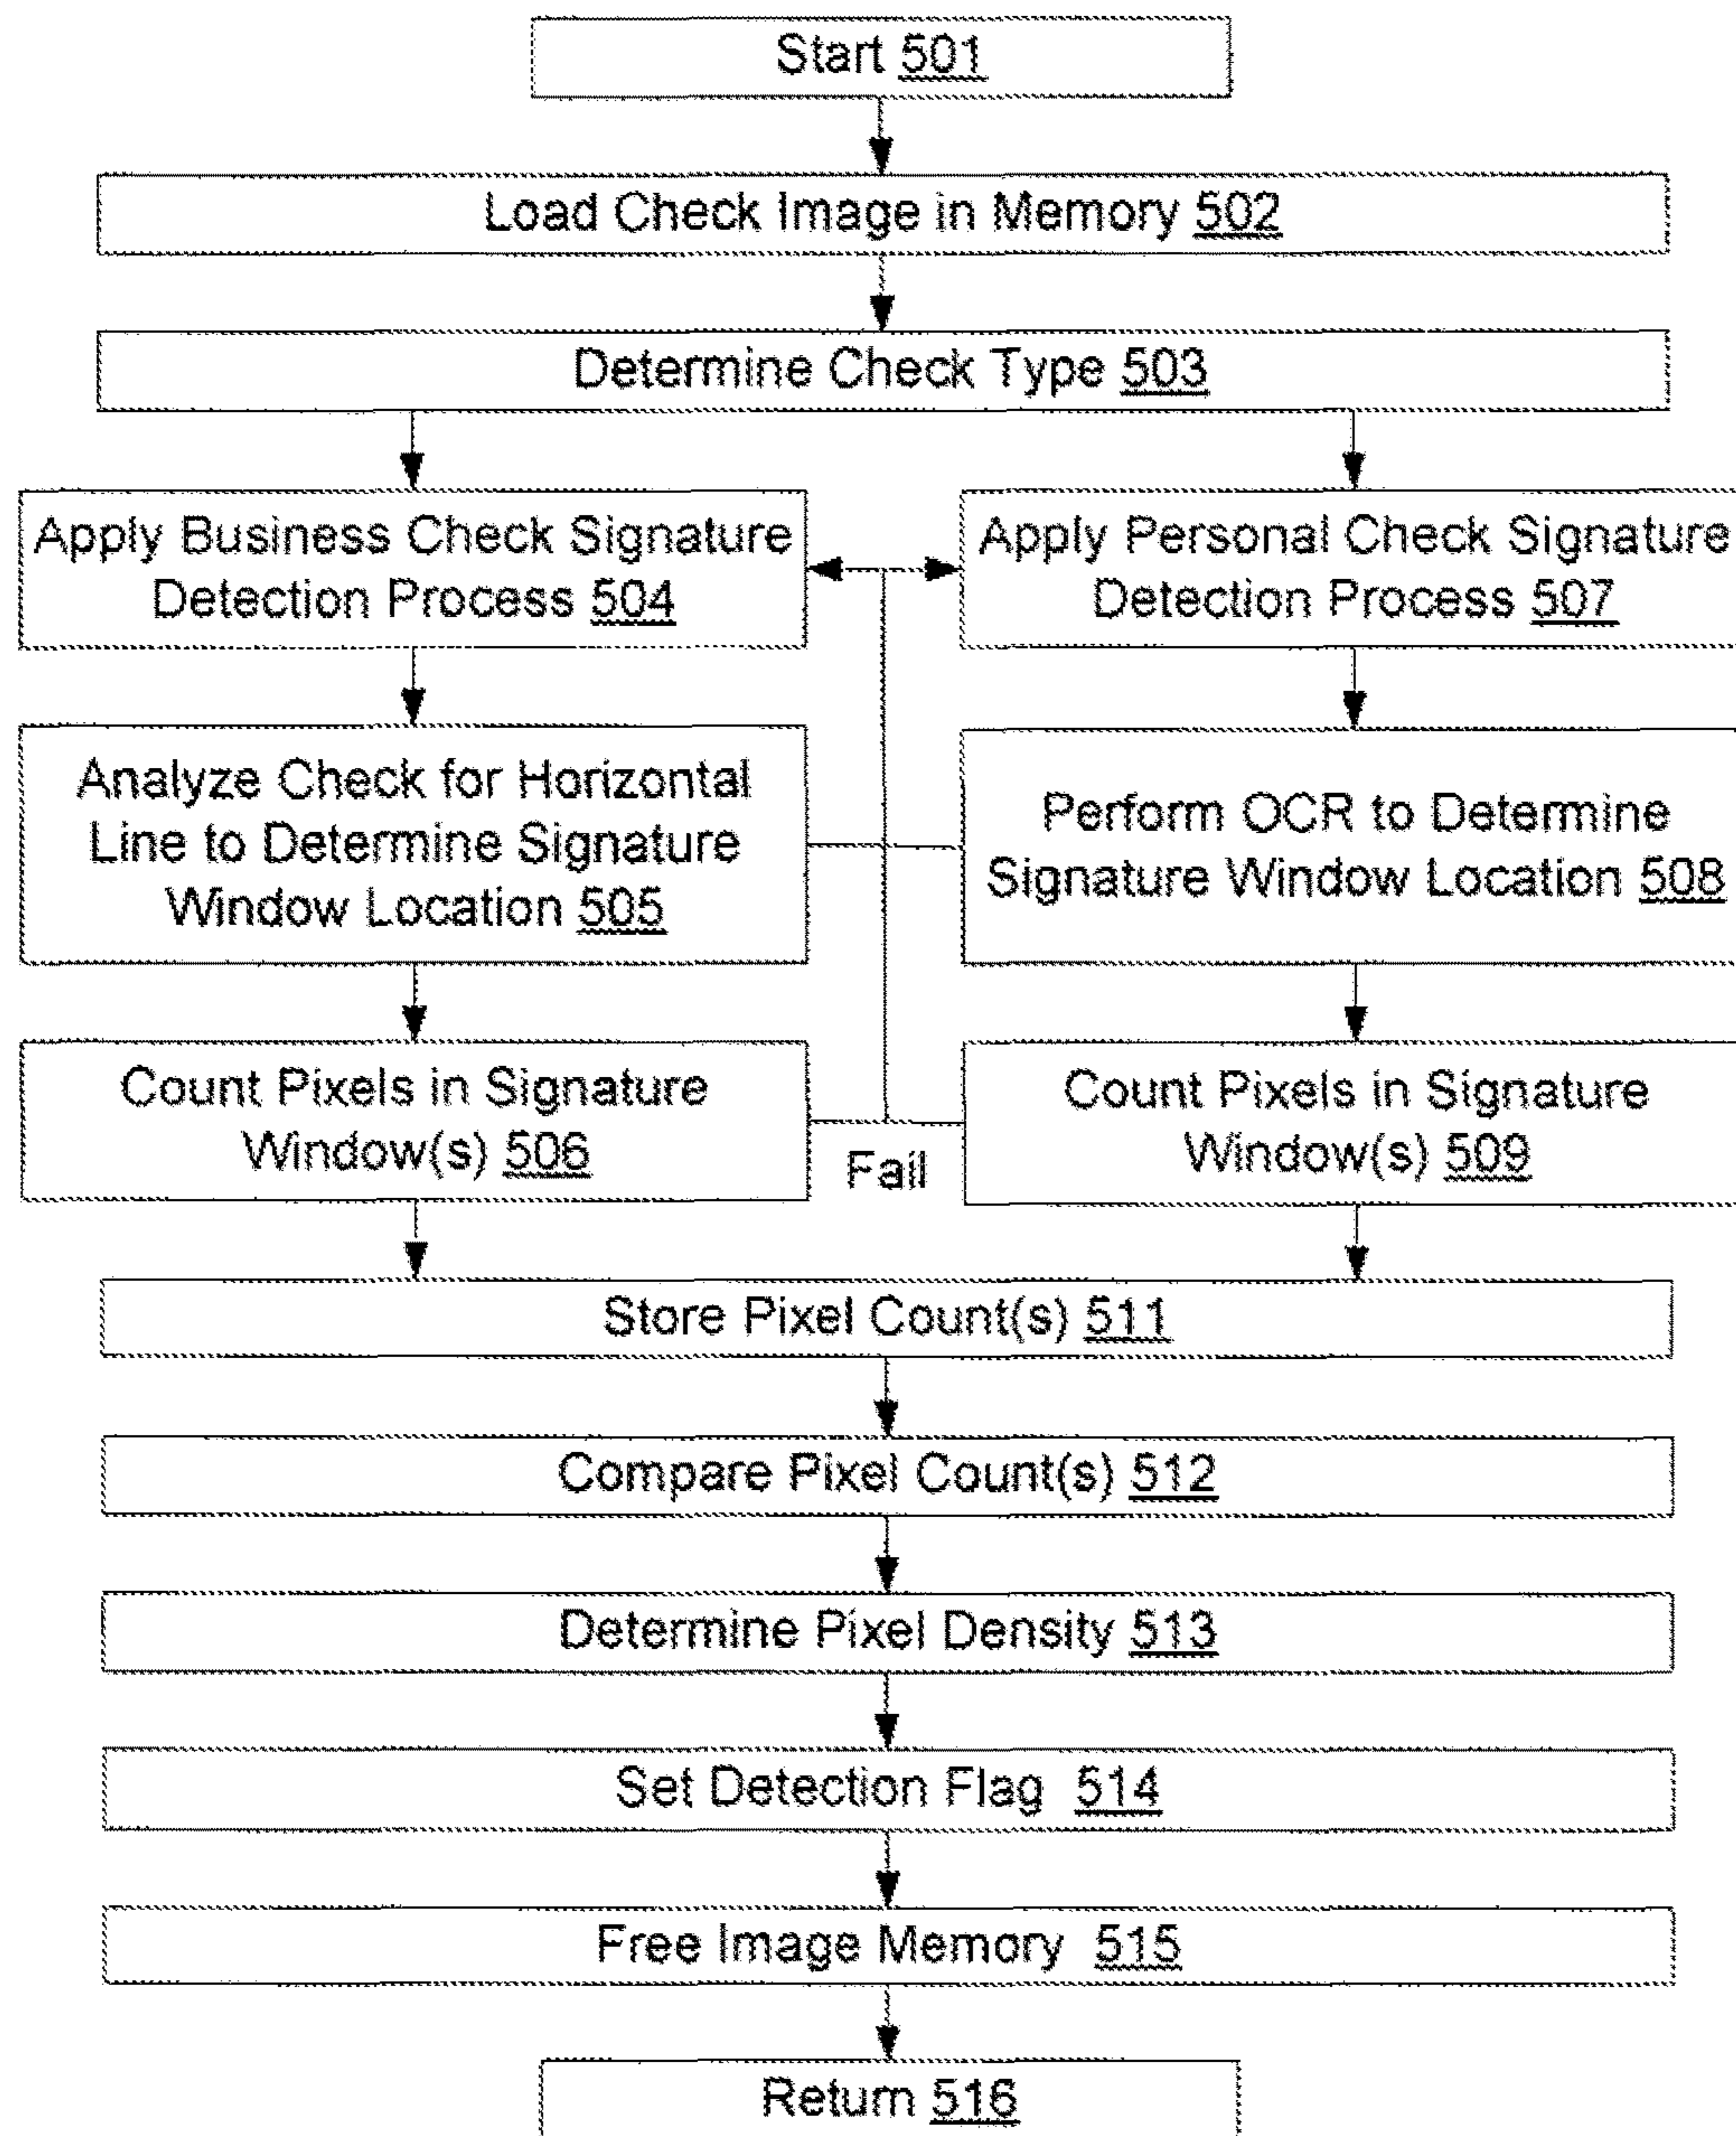 Start 501
Load Check Image in Memory 502
Determine Check Type 503
Apply Business Check Signature
Detection Process 504
Apply Personal Check Signature
Detection Process 507
Analyze Check for Horizontal
Line to Determine Signature
Window Location 505
Perform OCR to Determine
Signature Window Location 508
Count Pixels in Signature
Window(s) 506
Fail
Count Pixels in Signature
Window(s) 509
Store Pixel Count(s) 511
Compare Pixel Count(s) 512
Determine Pixel Density 513
Set Detection Flag 514
Free Image Memory 515
Return 516